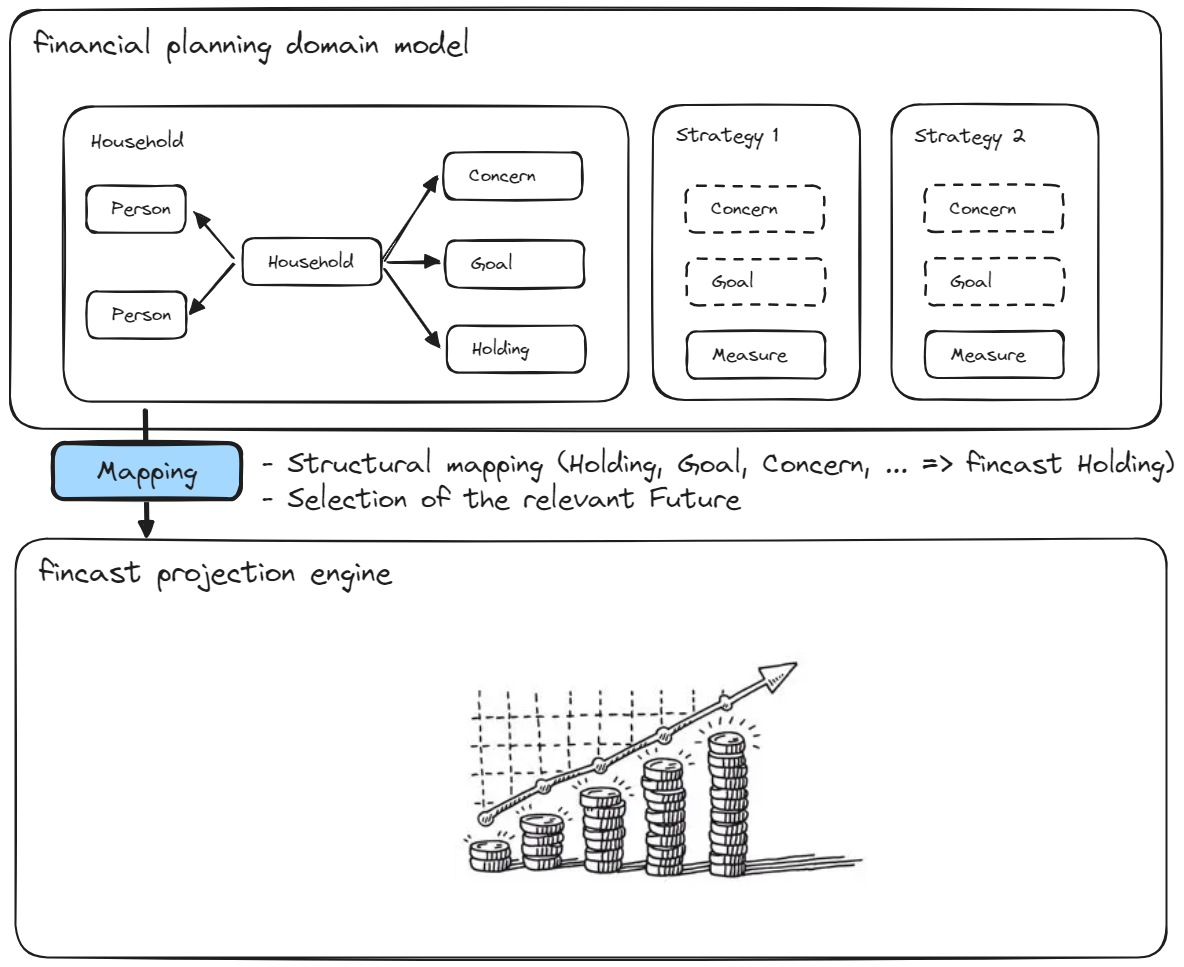 financial planning domain model
Household
Person
Person
Household
Concern
Goal
Holding
Strategy 1
Concern
Goal
Measure
Strategy 2
Concern
Goal
Measure
Mapping
- Structural mapping (Holding, Goal, Concern, ... => fincast Holding)
- Selection of the relevant Future
fincast projection engine